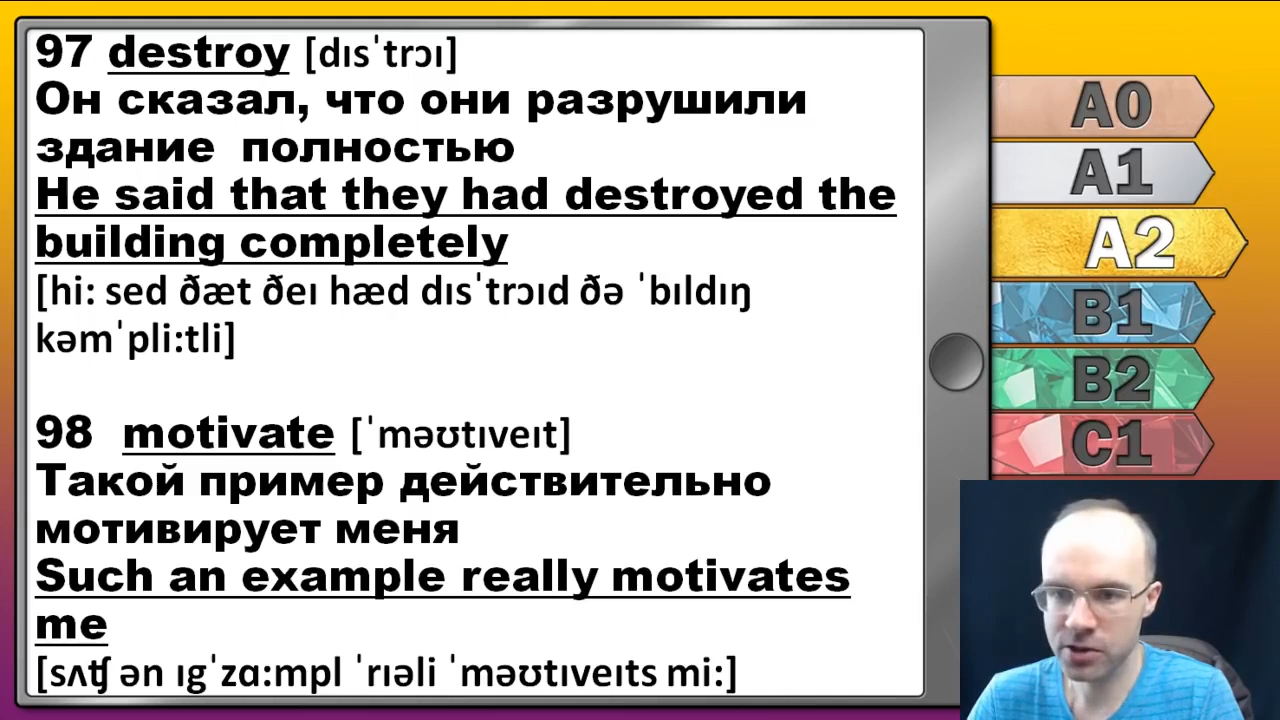 97 destroy [dɪsˈtrɔɪ]
Он сказал, что они разрушили
здание полностью
He said that they had destroyed the
building completely
[hi: sed ðæt ðeɪ hæd dɪsˈtrɔɪd ðə ˈbɪldɪŋ
kəmˈpli:tli]
98 motivate [ˈməʊtɪveɪt]
Такой пример действительно
мотивирует меня
Such an example really motivates
me
[sʌʧ ən ɪgˈzɑ:mpl ˈrɪəli ˈməʊtɪveɪts mi:]
A0
A1
A2
B1
B2
C1